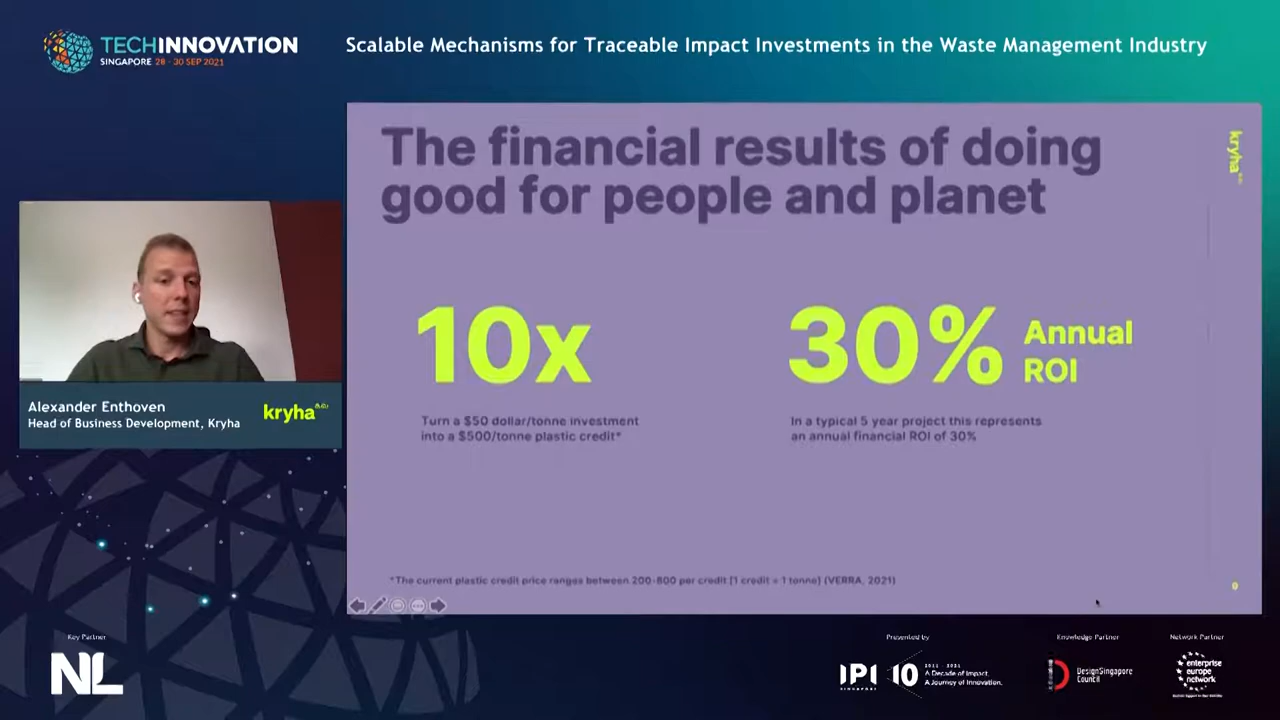 TECHINNOVATION
SINGAPORE 28 - 30 SEP 2021
Scalable Mechanisms for Traceable Impact Investments in the Waste Management Industry
The financial results of doing
good for people and planet
kryha
10x
30% Annual
ROI
Turn a $50 dollar/tonne investment
into a $500/tonne plastic credit*
In a typical 5 year project this represents
an annual financial ROI of 30%
Alexander Enthoven
Head of Business Development, Kryha
kryha
*The current plastic credit price ranges between 200-800 per credit [1 credit = 1 tonne] (VERRA, 2021)
Key Partner
NL
Presented by
IPI
SINGAPORE
10
2011 - 2021
A Decade of Impact.
A Journey of Innovation.
Knowledge Partner
DesignSingapore
Council
Network Partner
enterprise
europe
network